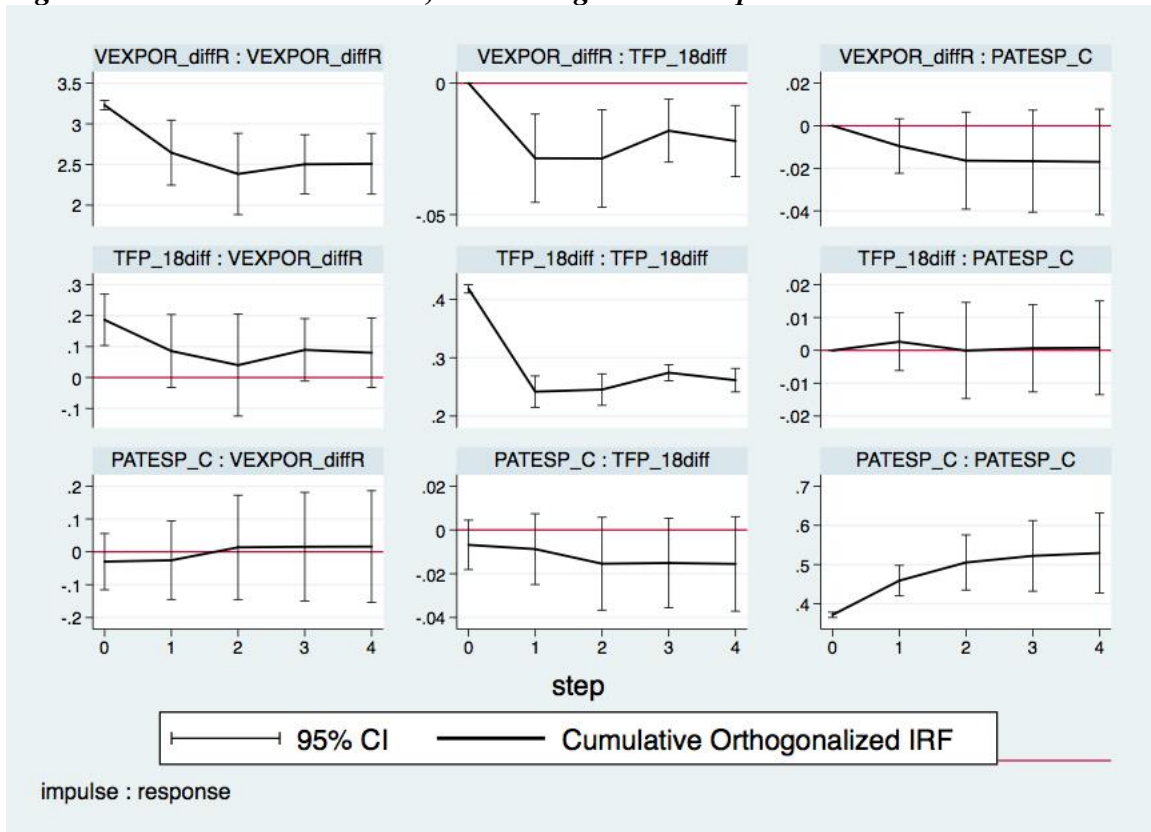 VEXPOR_diffR : VEXPOR_diffR
VEXPOR_diffR : TFP_18diff
VEXPOR_diffR : PATESP_C
3.5
3
2.5
2
0
-.05
.02
0
-.02
-.04
TFP_18diff : VEXPOR_diffR
TFP_18diff : TFP_18diff
TFP_18diff : PATESP_C
.3
.2
.1
0
-.1
.4
.3
.2
.02
.01
0
-.01
-.02
PATESP_C : VEXPOR_diffR
PATESP_C : TFP_18diff
PATESP_C : PATESP_C
.2
.1
0
-.1
-.2
.02
0
-.02
-.04
.7
.6
.5
.4
0 1 2 3 4
0 1 2 3 4
0 1 2 3 4
step
95% CI
Cumulative Orthogonalized IRF
impulse : response